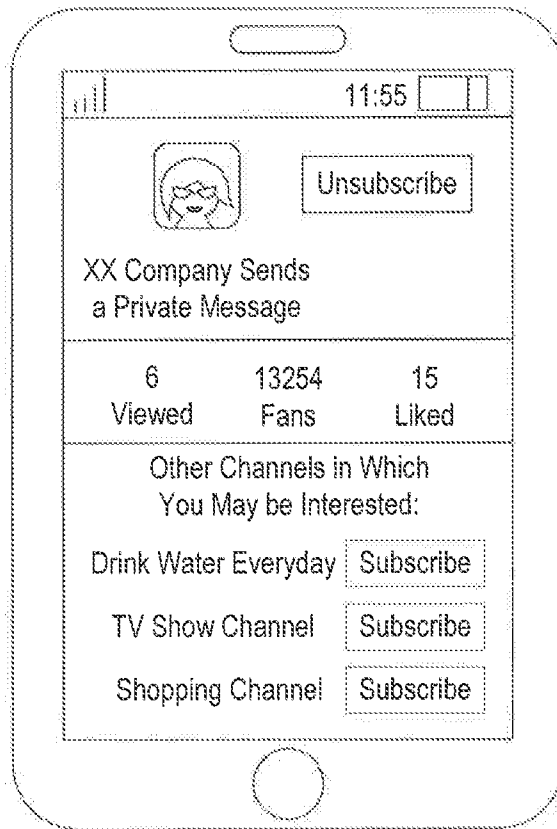 11:55
Unsubscribe
XX Company Sends
a Private Message
6 13254 15
Viewed Fans Liked
Other Channels in Which
You May be Interested:
Drink Water Everyday Subscribe
TV Show Channel Subscribe
Shopping Channel Subscribe